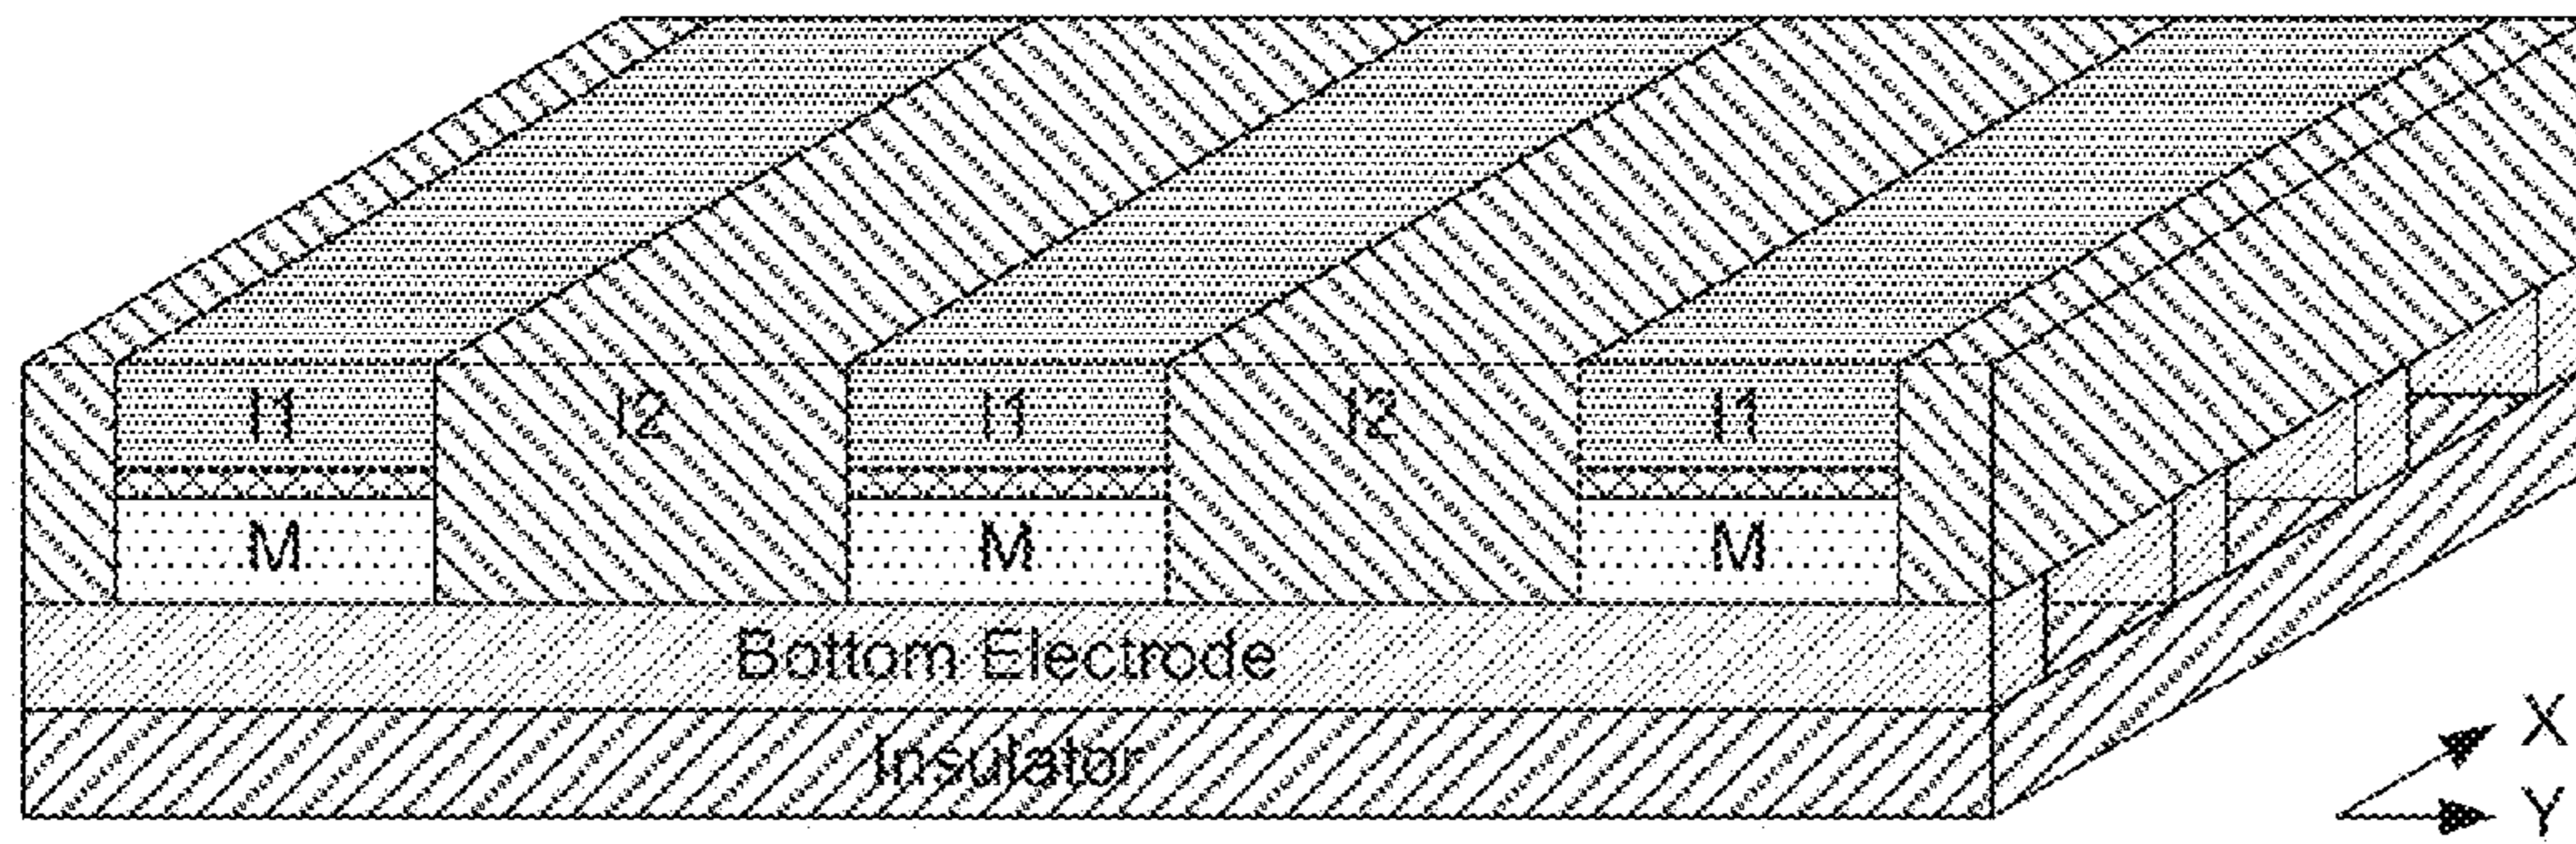 I1 I2 I1 I2 I1
M M M
Bottom Electrode
Insulator
X
Y